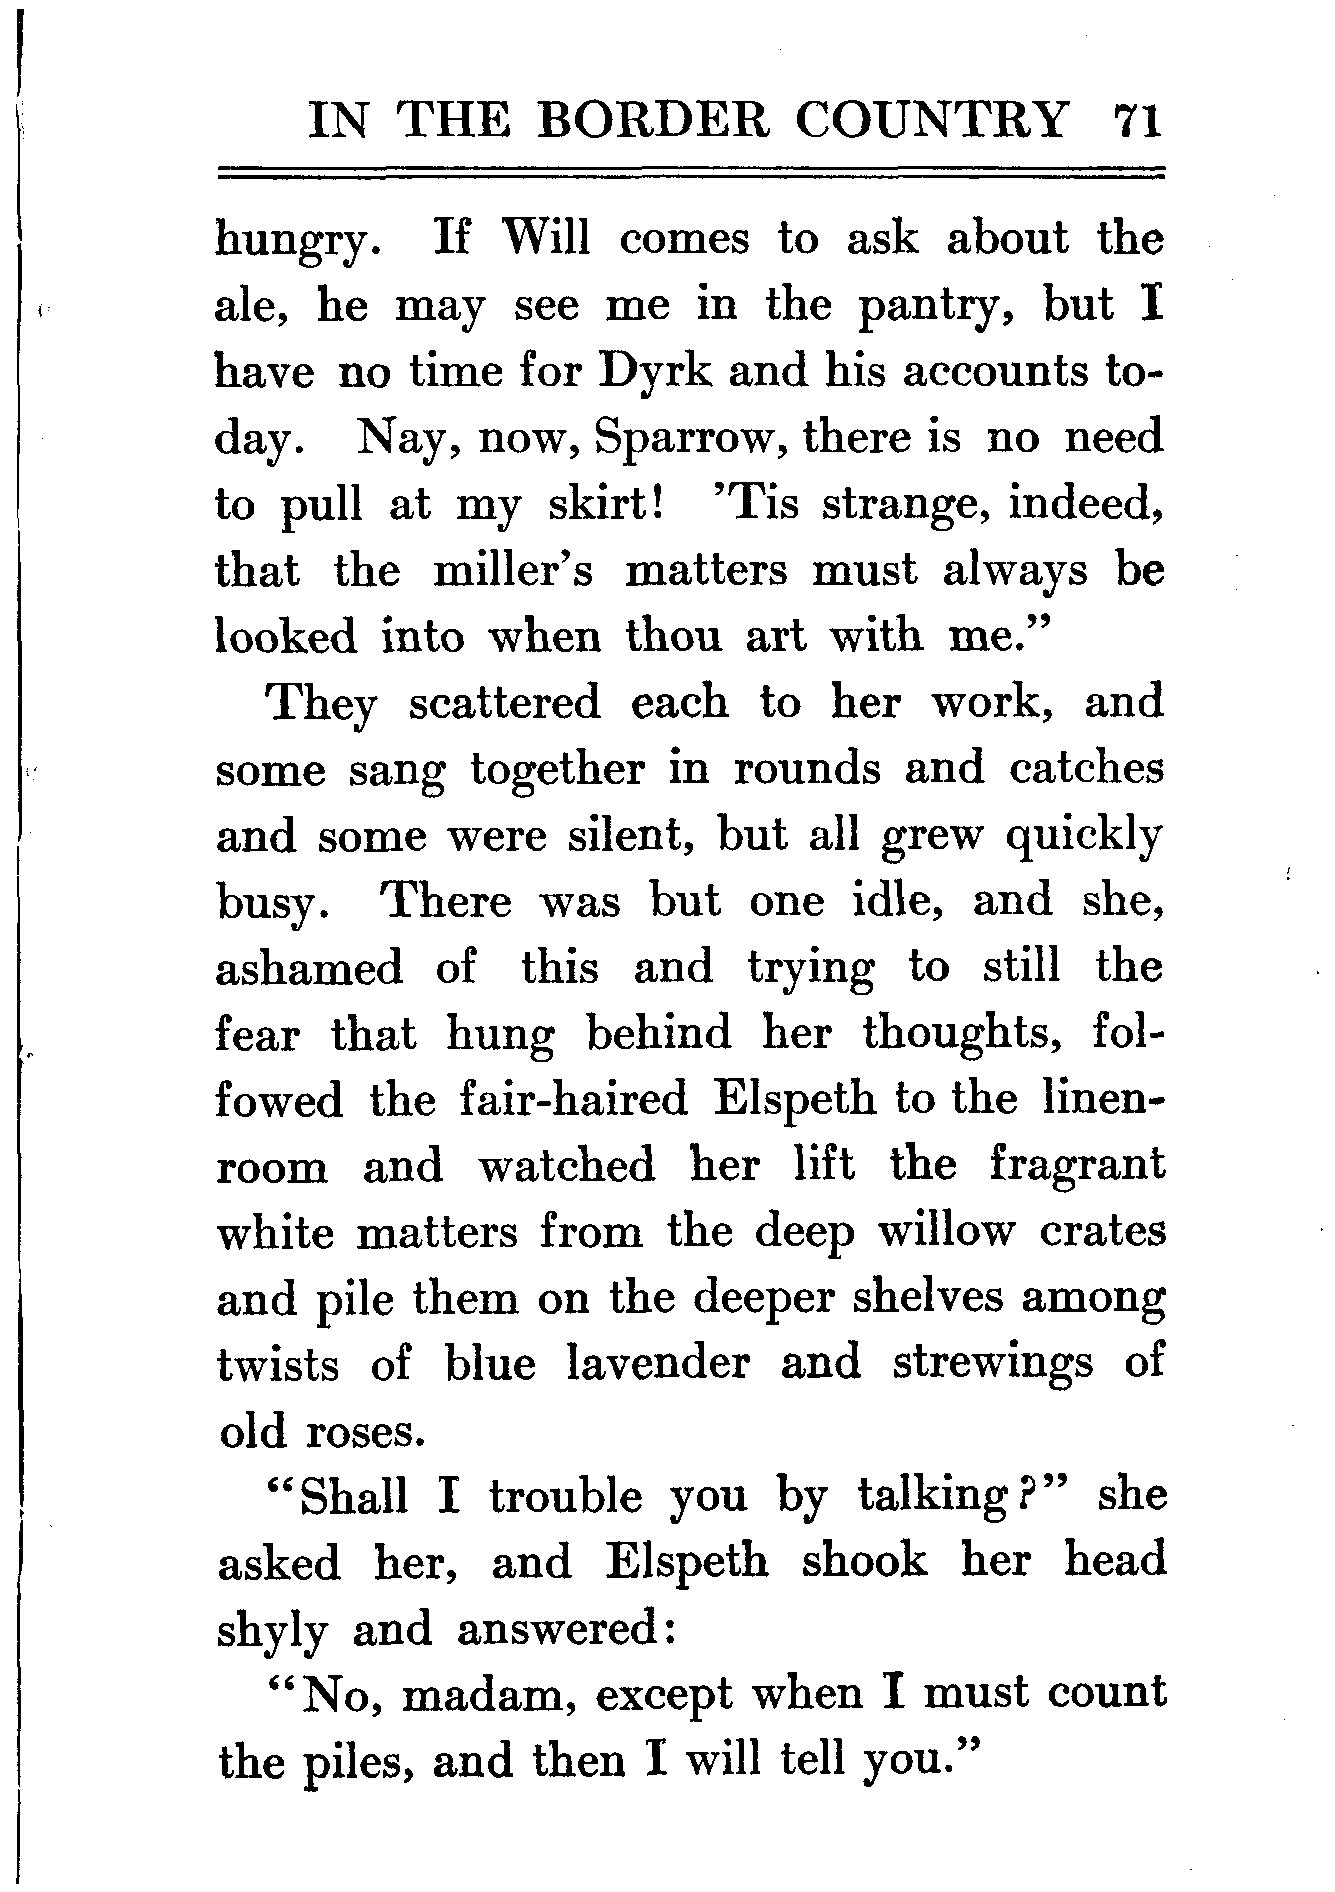 IN THE BORDER COUNTRY 71
hungry. If Will comes to ask about the
ale, he may see me in the pantry, but I
have no time for Dyrk and his accounts to-
day. Nay, now, Sparrow, there is no need
to pull at my skirt! 'Tis strange, indeed,
that the miller's matters must always be
looked into when thou art with me."
They scattered each to her work, and
some sang together in rounds and catches
and some were silent, but all grew quickly
busy. There was but one idle, and she,
ashamed of this and trying to still the
fear that hung behind her thoughts, fol-
fowed the fair-haired Elspeth to the linen-
room and watched her lift the fragrant
white matters from the deep willow crates
and pile them on the deeper shelves among
twists of blue lavender and strewings of
old roses.
"Shall I trouble you by talking?" she
asked her, and Elspeth shook her head
shyly and answered:
"No, madam, except when I must count
the piles, and then I will tell you."